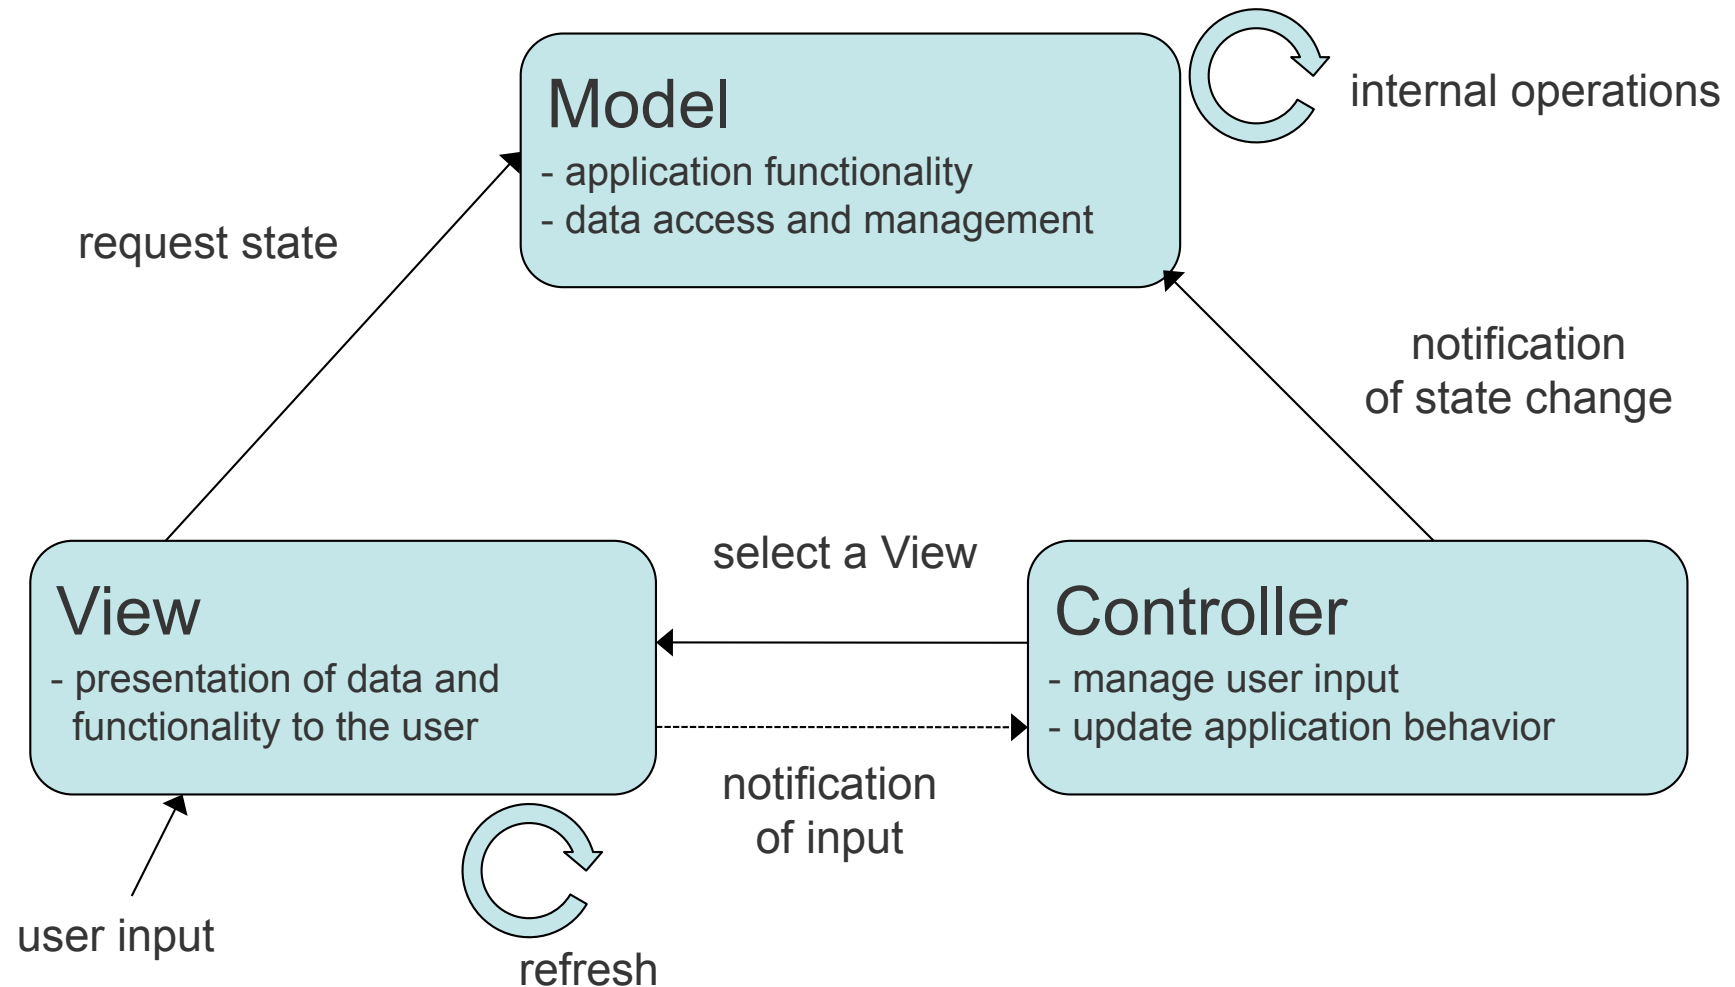 Model
- application functionality
- data access and management
internal operations
request state
notification
of state change
select a View
View
- presentation of data and
functionality to the user
Controller
- manage user input
- update application behavior
notification
of input
user input
refresh